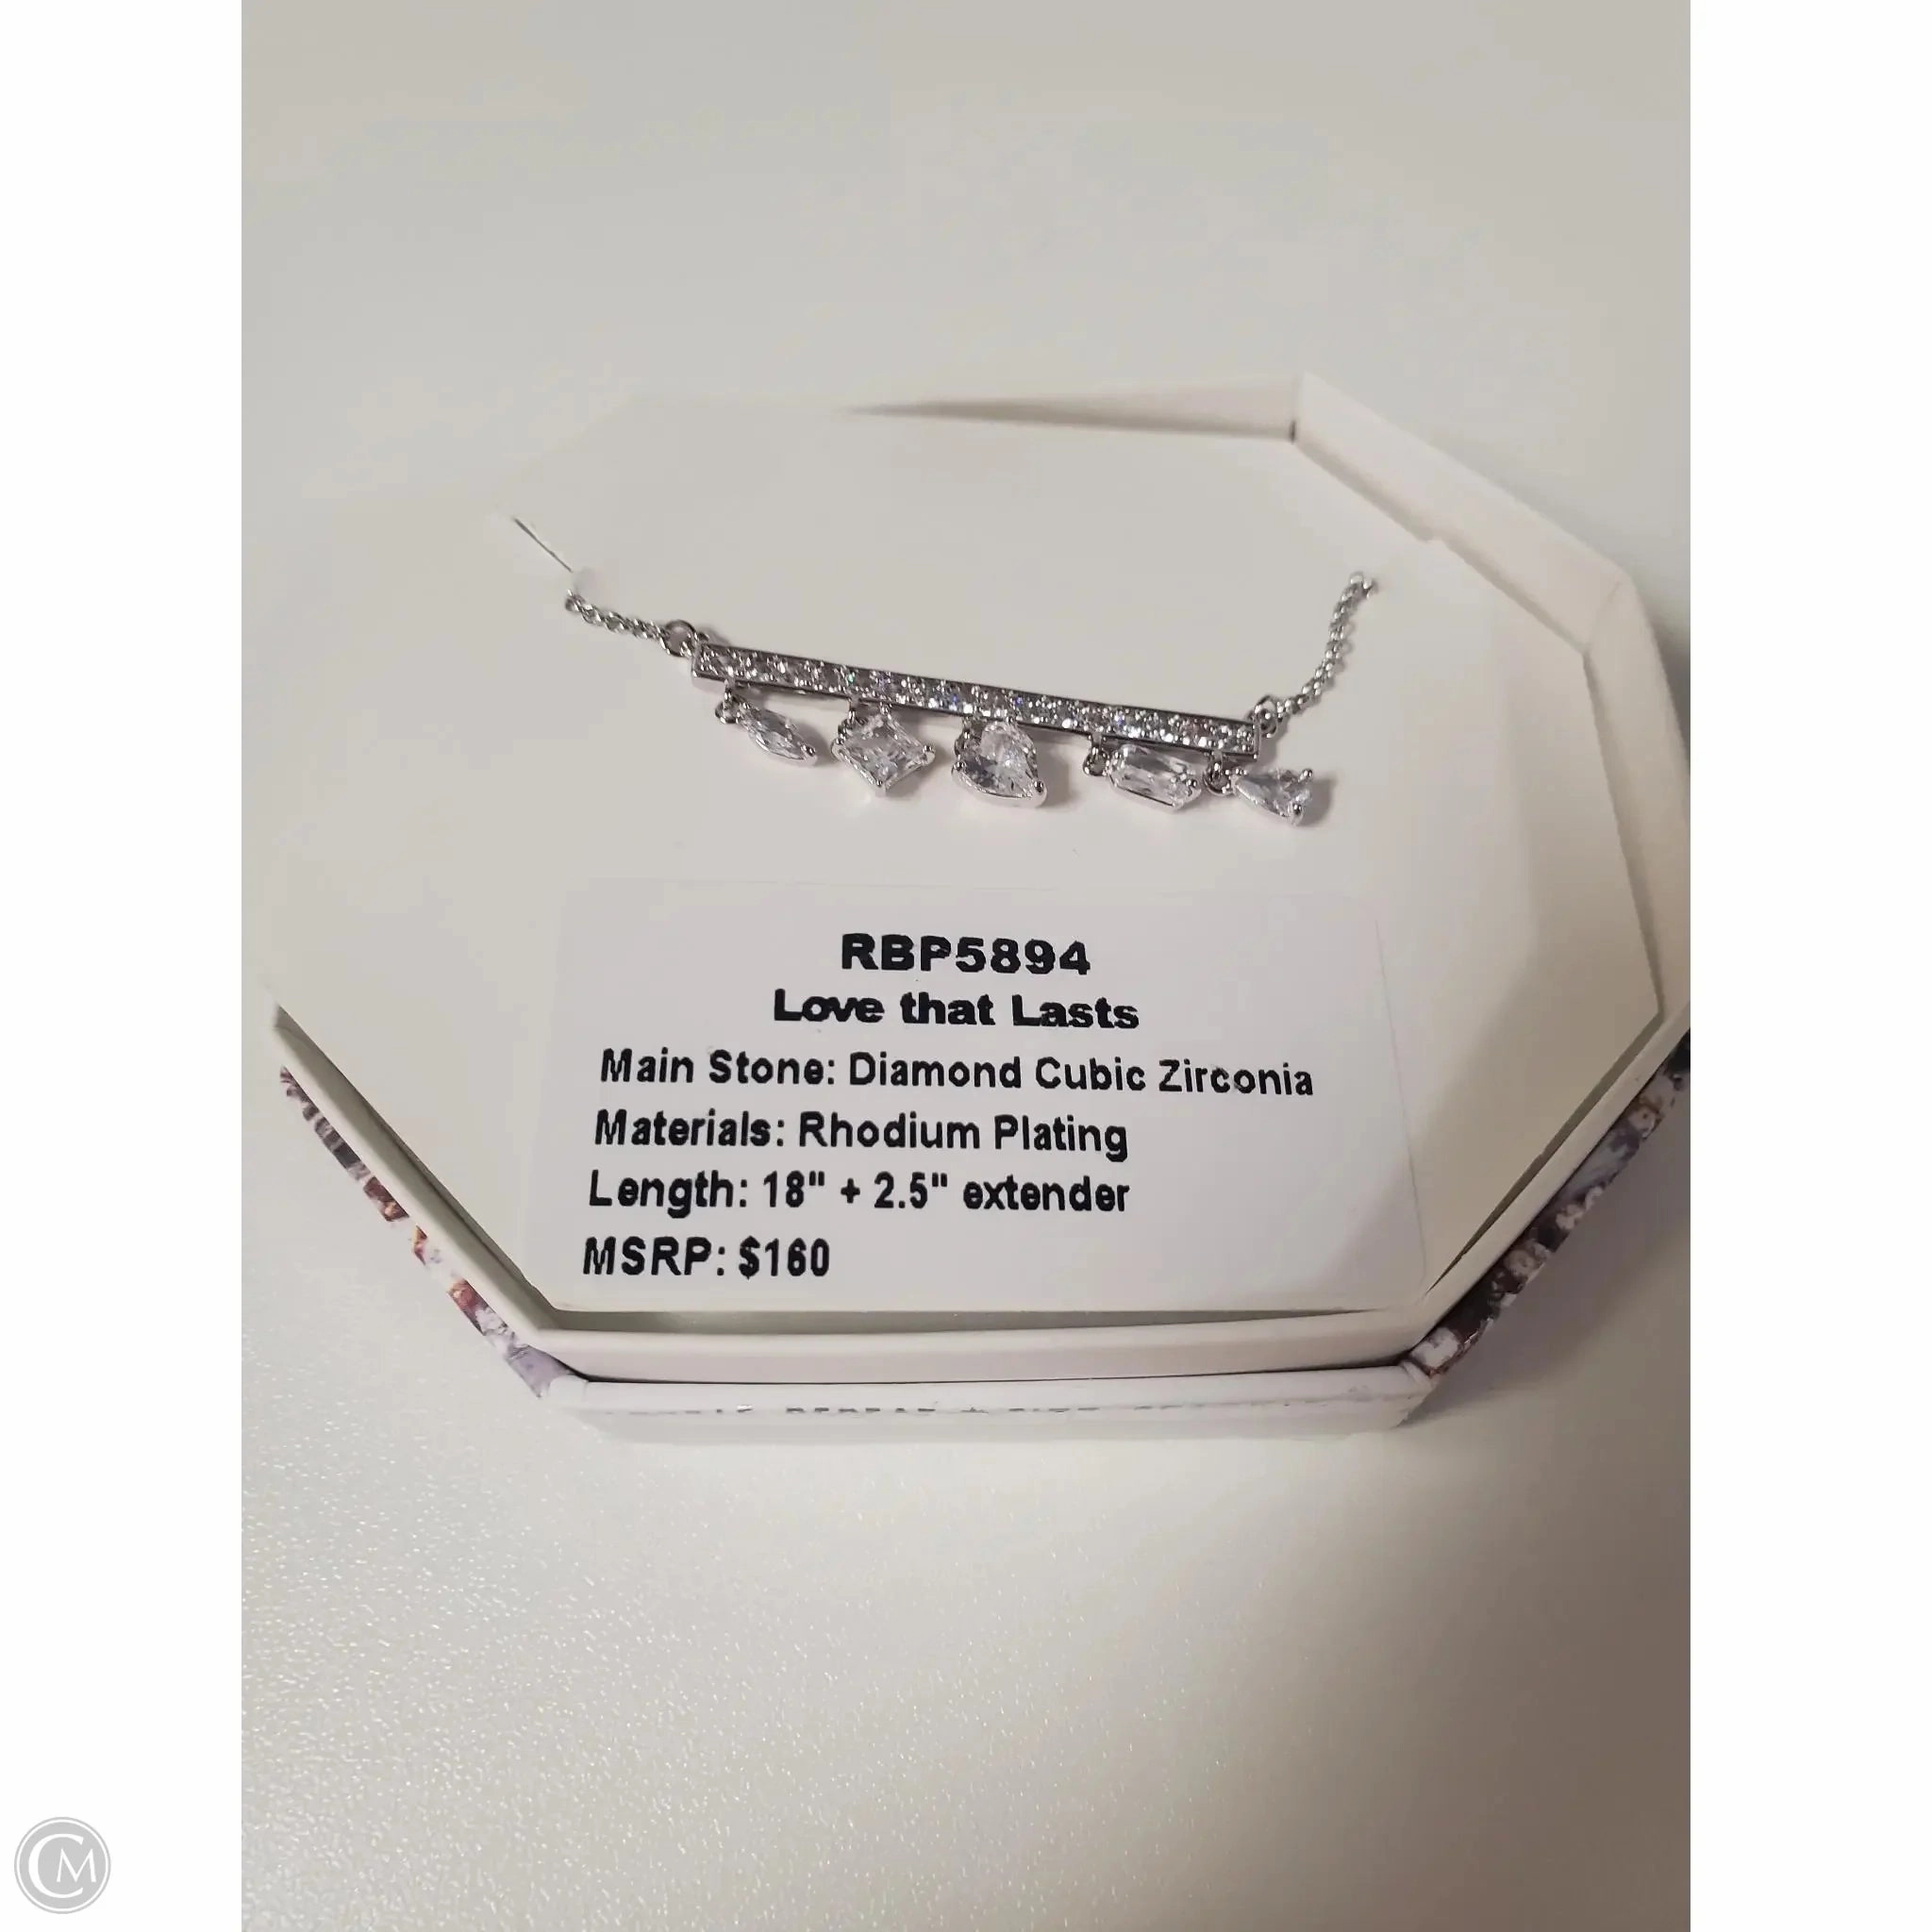 RBP5894
Love that Lasts
Main Stone: Diamond Cubic Zirconia
Materials: Rhodium Plating
Length: 18" + 2.5" extender
MSRP: $160
CM